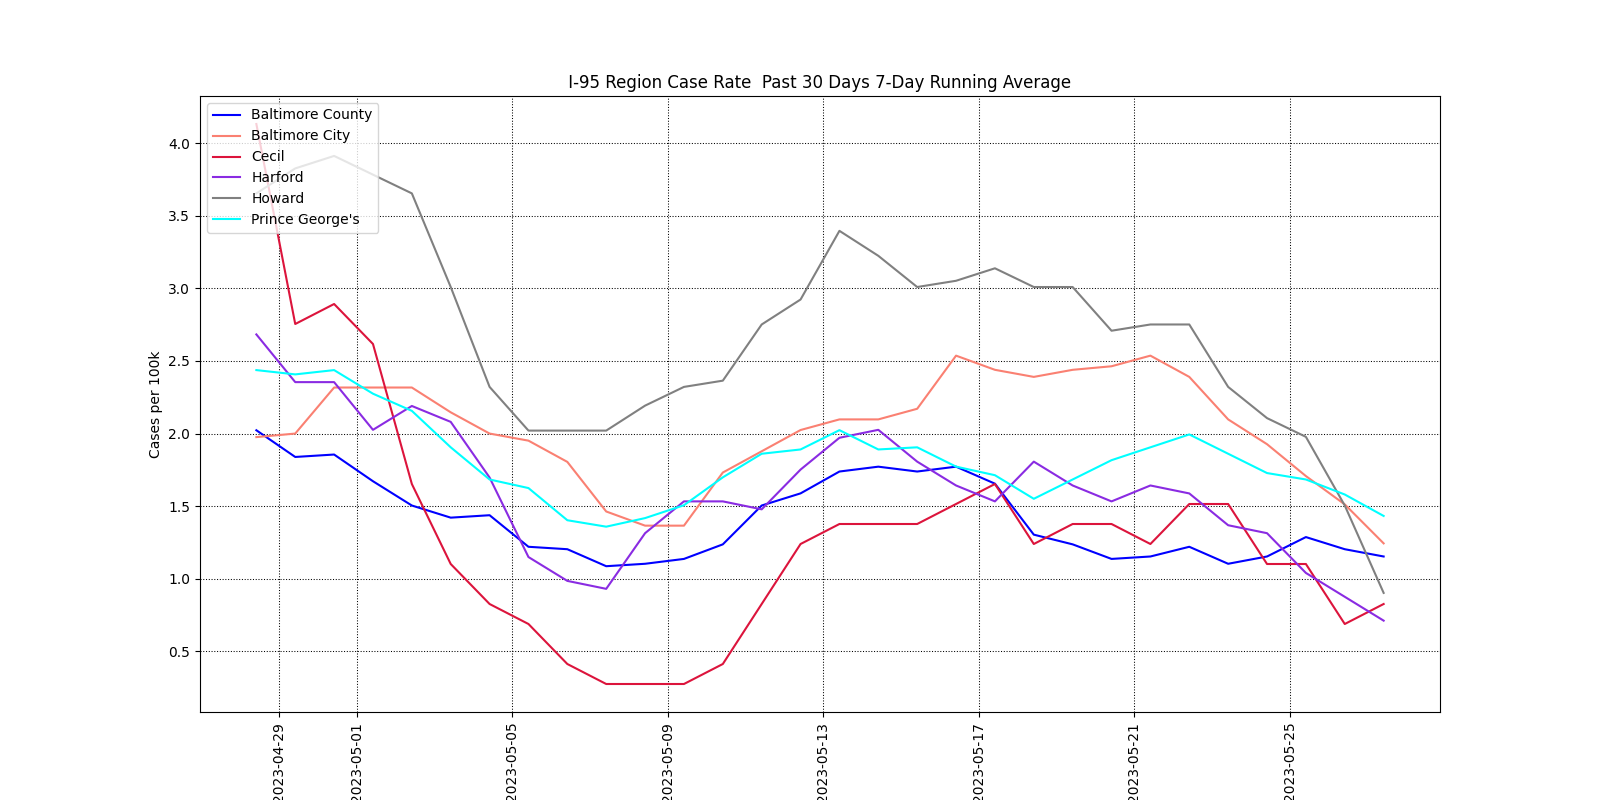 I-95 Region Case Rate  Past 30 Days 7-Day Running Average
Baltimore County
Baltimore City
Cecil
Harford
Howard
Prince George's
Cases per 100k
4.0
3.5
3.0
2.5
2.0
1.5
1.0
0.5
2023-04-29
2023-05-01
2023-05-05
2023-05-09
2023-05-13
2023-05-17
2023-05-21
2023-05-25